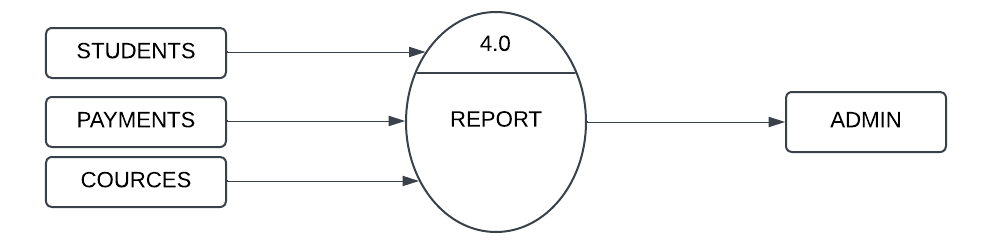 STUDENTS
4.0
PAYMENTS
REPORT
ADMIN
COURCES